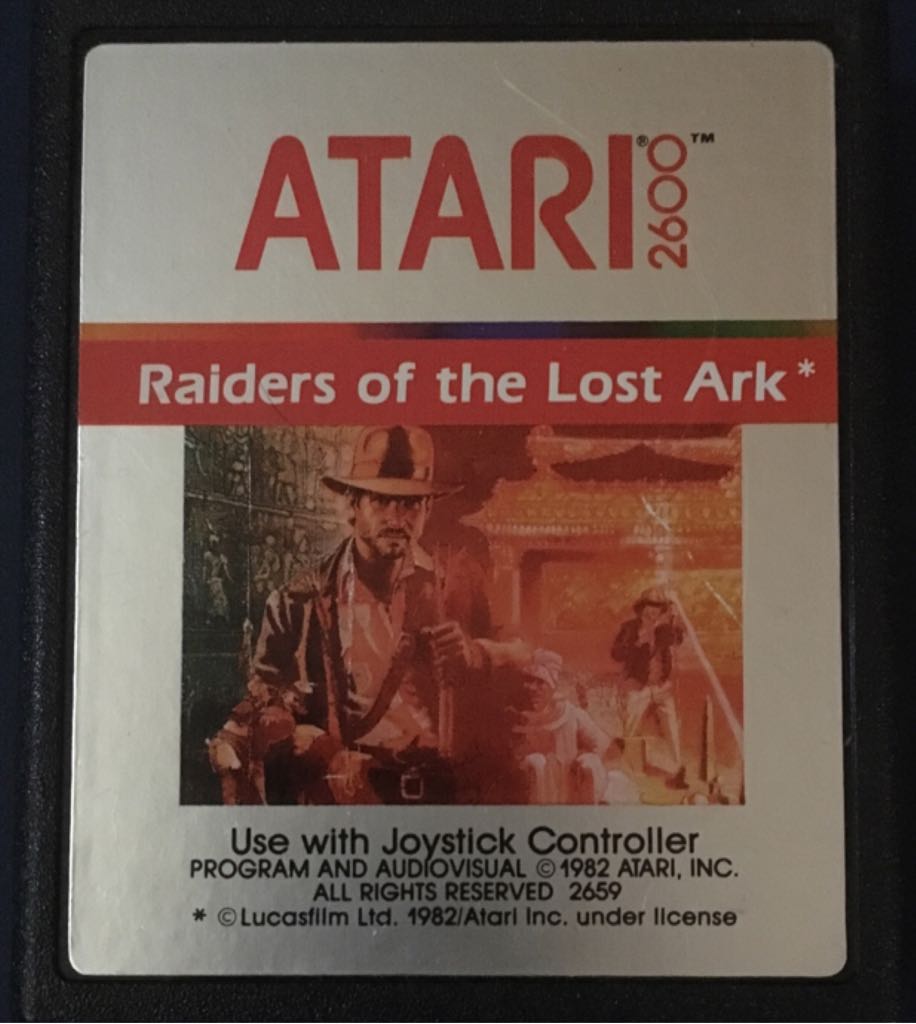 ATARI® 2600™
Raiders of the Lost Ark*
Use with Joystick Controller
PROGRAM AND AUDIOVISUAL © 1982 ATARI, INC.
ALL RIGHTS RESERVED 2659
* © Lucasfilm Ltd. 1982/Atari Inc. under license